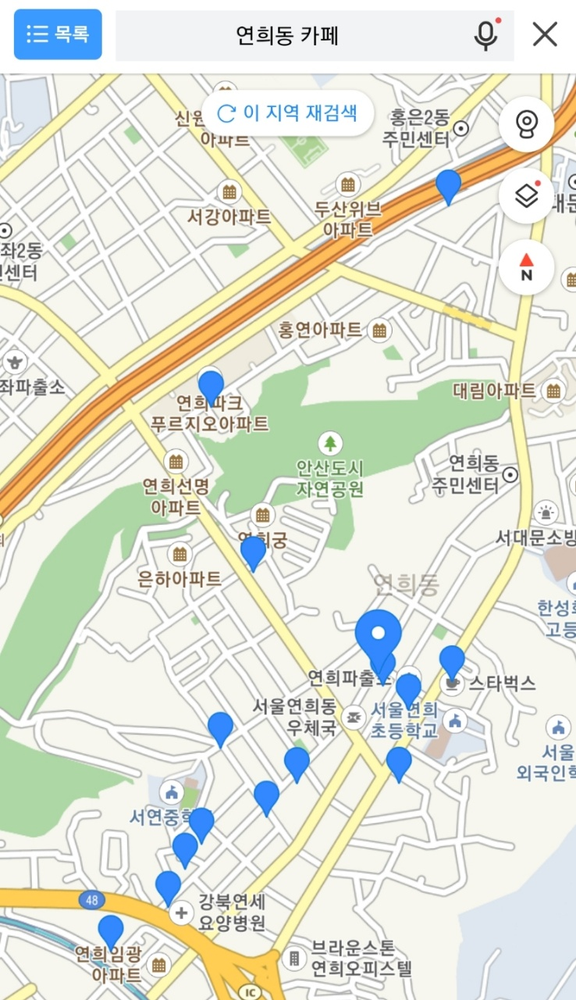 목록
연희동 카페
이 지역 재검색
홍은2동
주민센터
아파트
서강아파트
두산위브
아파트
좌2동
센터
홍연아파트
좌파출소
연희파크
푸르지오아파트
대림아파트
안산도시
자연공원
연희동
주민센터
연희선명
아파트
연희궁
은하아파트
서대문소방
연희동
한성화
고등
연희파출소
스타벅스
서울연희동
우체국
서울연희
초등학교
서울
외국인학
서연중학
48
강북연세
요양병원
연희임광
아파트
브라운스톤
연희오피스텔
IC
N